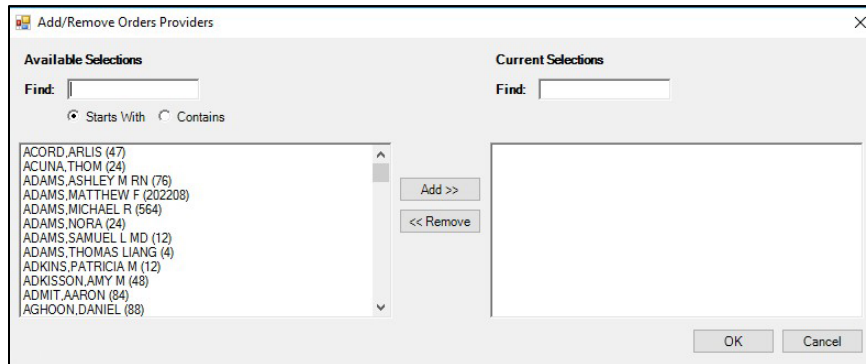 Add/Remove Orders Providers
Available Selections
Current Selections
Find:
Find:
Starts With
Contains
ACORD,ARLIS (47)
ACUNA,THOM (24)
ADAMS,ASHLEY M RN (76)
ADAMS,MATTHEW F (202208)
ADAMS,MICHAEL R (564)
ADAMS,NORA (24)
ADAMS,SAMUEL L MD (12)
ADAMS,THOMAS LIANG (4)
ADKINS,PATRICIA M (12)
ADKISSON,AMY M (48)
ADMIT,AARON (84)
AGHOON,DANIEL (88)
Add >>
<< Remove
OK
Cancel